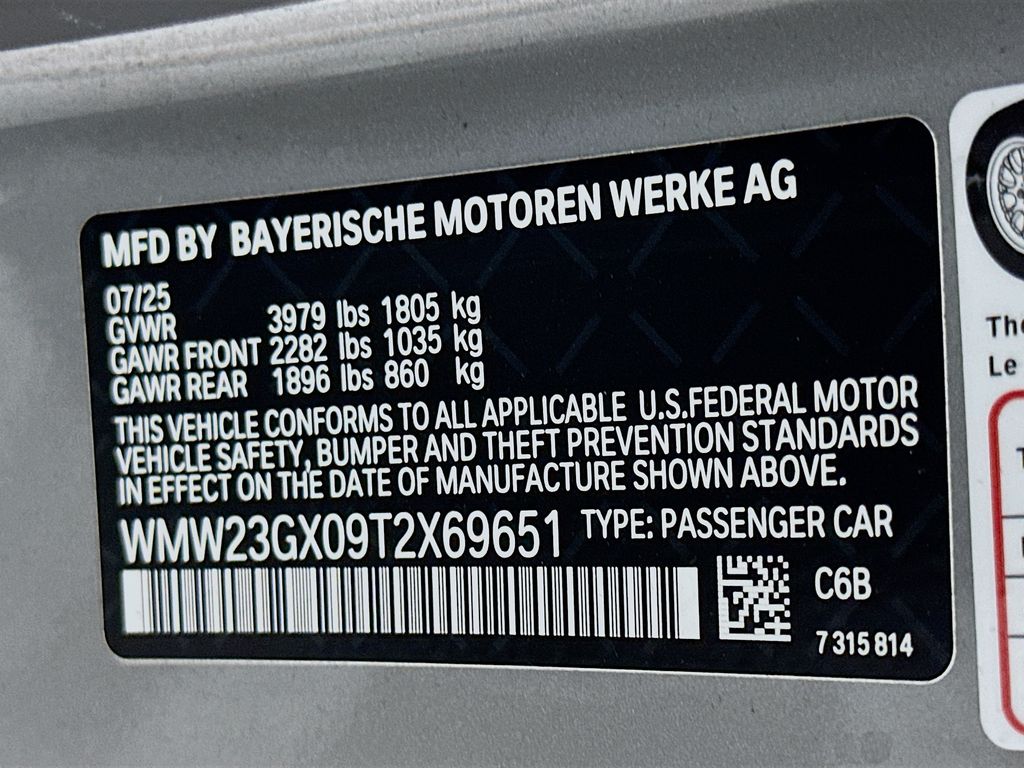 MFD BY BAYERISCHE MOTOREN WERKE AG
07/25
GVWR 3979 lbs 1805 kg
GAWR FRONT 2282 lbs 1035 kg
GAWR REAR 1896 lbs 860 kg
THIS VEHICLE CONFORMS TO ALL APPLICABLE U.S.FEDERAL MOTOR
VEHICLE SAFETY, BUMPER AND THEFT PREVENTION STANDARDS
IN EFFECT ON THE DATE OF MANUFACTURE SHOWN ABOVE.
WMW23GX09T2X69651 TYPE: PASSENGER CAR
C6B
7 315 814
Le